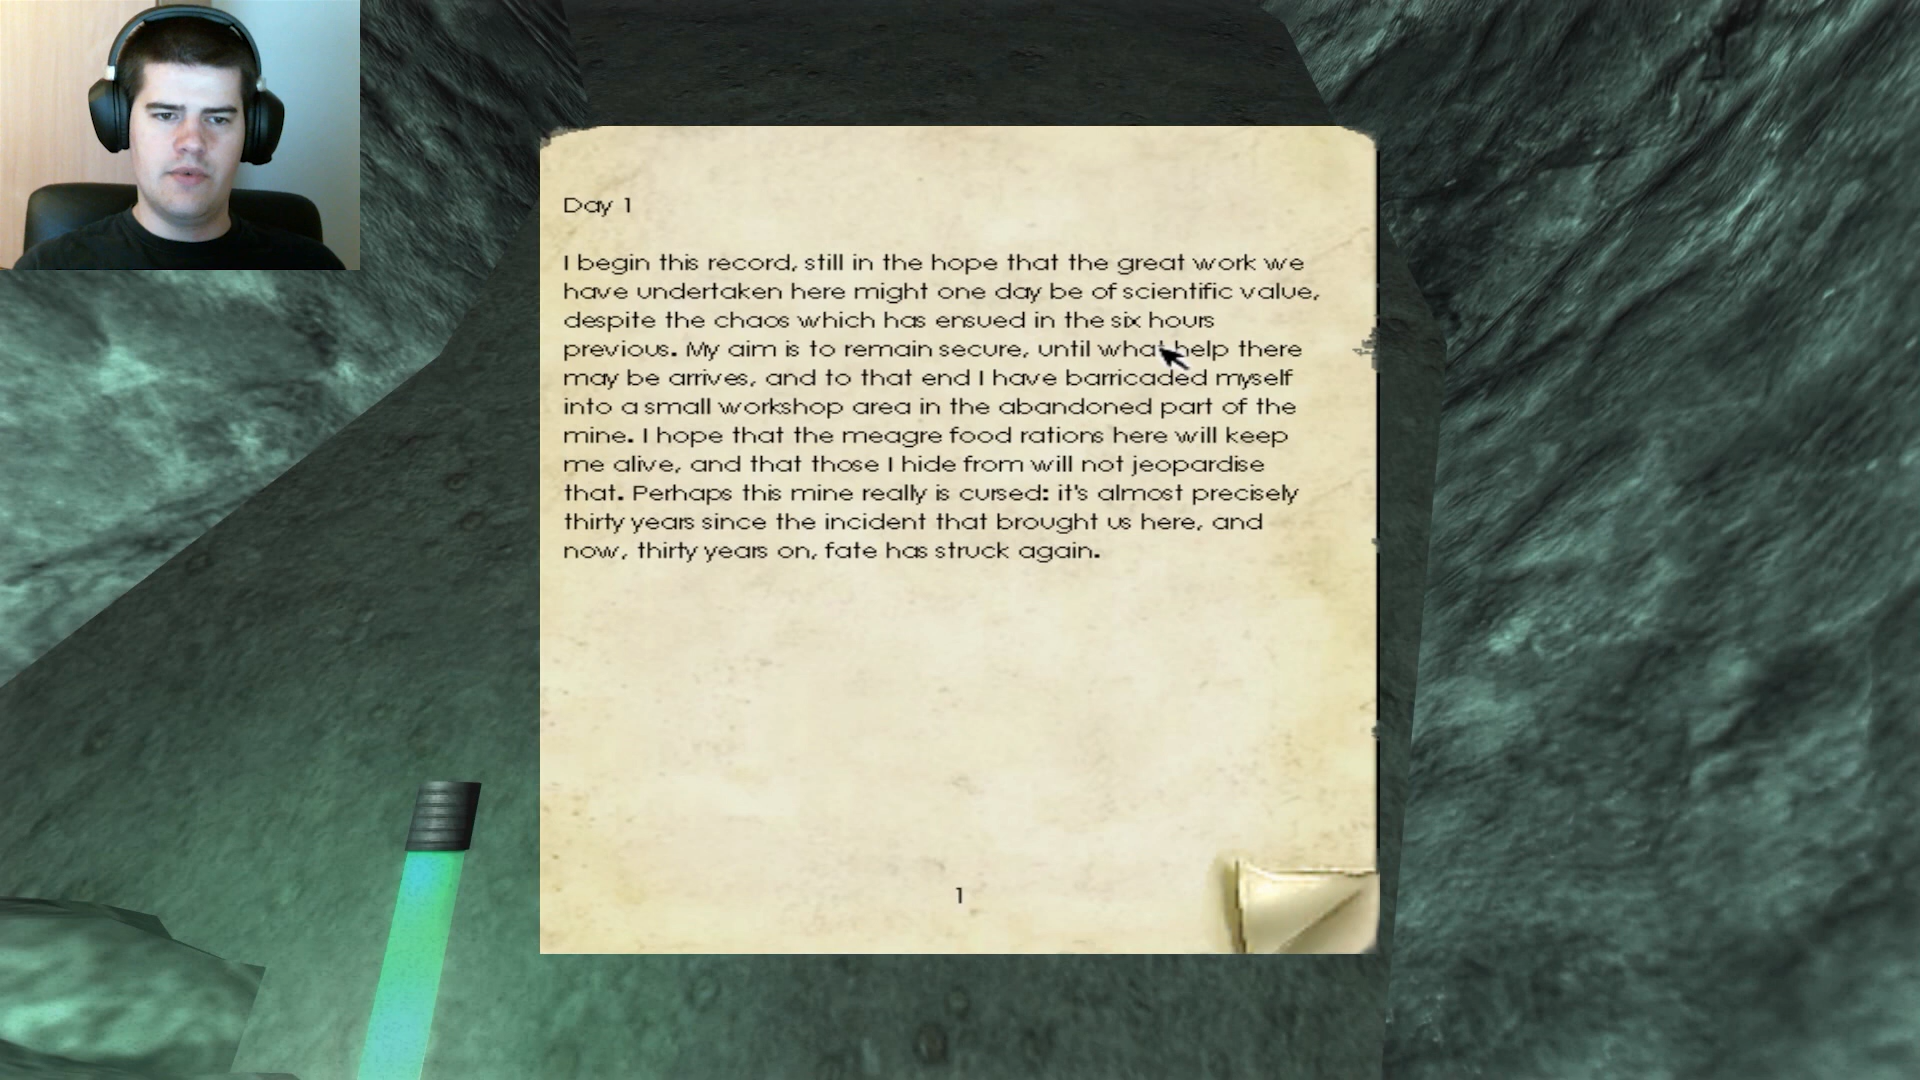 Day 1
I begin this record, still in the hope that the great work we
have undertaken here might one day be of scientific value,
despite the chaos which has ensued in the six hours
previous. My aim is to remain secure, until what help there
may be arrives, and to that end I have barricaded myself
into a small workshop area in the abandoned part of the
mine. I hope that the meagre food rations here will keep
me alive, and that those I hide from will not jeopardise
that. Perhaps this mine really is cursed: it's almost precisely
thirty years since the incident that brought us here, and
now, thirty years on, fate has struck again.
1